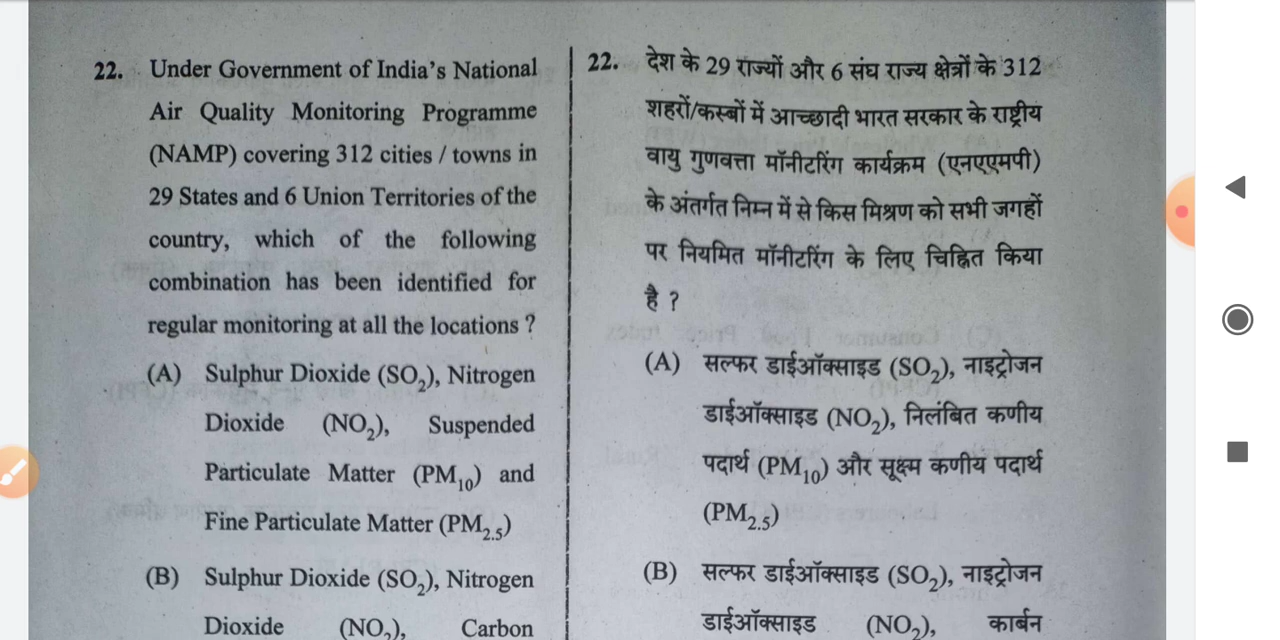 22. Under Government of India's National
Air Quality Monitoring Programme
(NAMP) covering 312 cities / towns in
29 States and 6 Union Territories of the
country, which of the following
combination has been identified for
regular monitoring at all the locations ?
(A) Sulphur Dioxide (SO₂), Nitrogen
Dioxide (NO₂), Suspended
Particulate Matter (PM₁₀) and
Fine Particulate Matter (PM₂.₅)
(B) Sulphur Dioxide (SO₂), Nitrogen
Dioxide (NO₂), Carbon
22. देश के 29 राज्यों और 6 संघ राज्य क्षेत्रों के 312
शहरों/कस्बों में आच्छादी भारत सरकार के राष्ट्रीय
वायु गुणवत्ता मॉनीटरिंग कार्यक्रम (एनएएमपी)
के अंतर्गत निम्न में से किस मिश्रण को सभी जगहों
पर नियमित मॉनीटरिंग के लिए चिह्नित किया
है ?
(A) सल्फर डाईऑक्साइड (SO₂), नाइट्रोजन
डाईऑक्साइड (NO₂), निलंबित कणीय
पदार्थ (PM₁₀) और सूक्ष्म कणीय पदार्थ
(PM₂.₅)
(B) सल्फर डाईऑक्साइड (SO₂), नाइट्रोजन
डाईऑक्साइड (NO₂), कार्बन